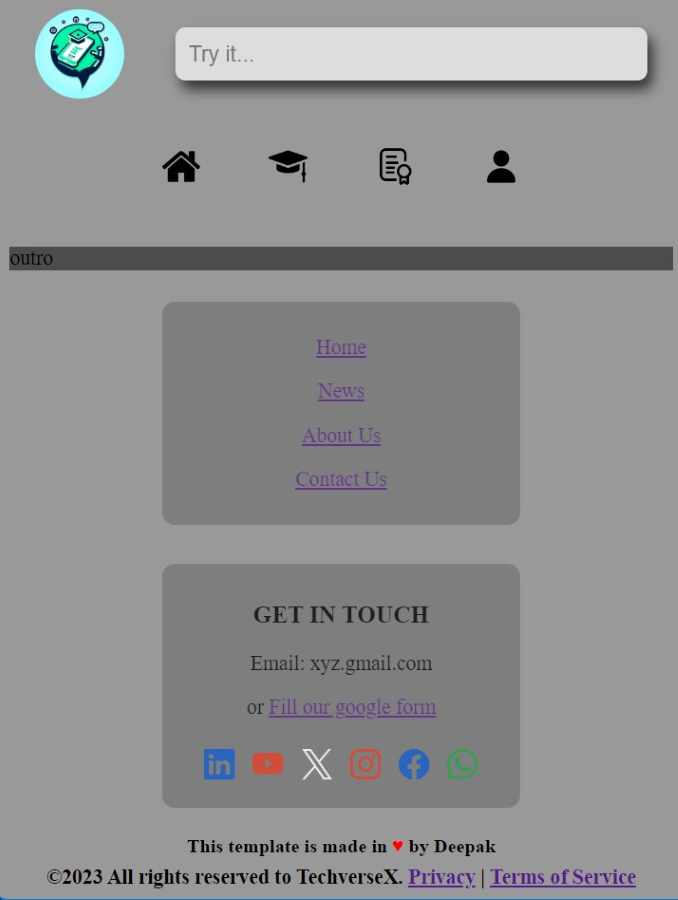 Try it...
outro
Home
News
About Us
Contact Us
GET IN TOUCH
Email: xyz.gmail.com
or Fill our google form
This template is made in ♥ by Deepak
©2023 All rights reserved to TechverseX. Privacy | Terms of Service